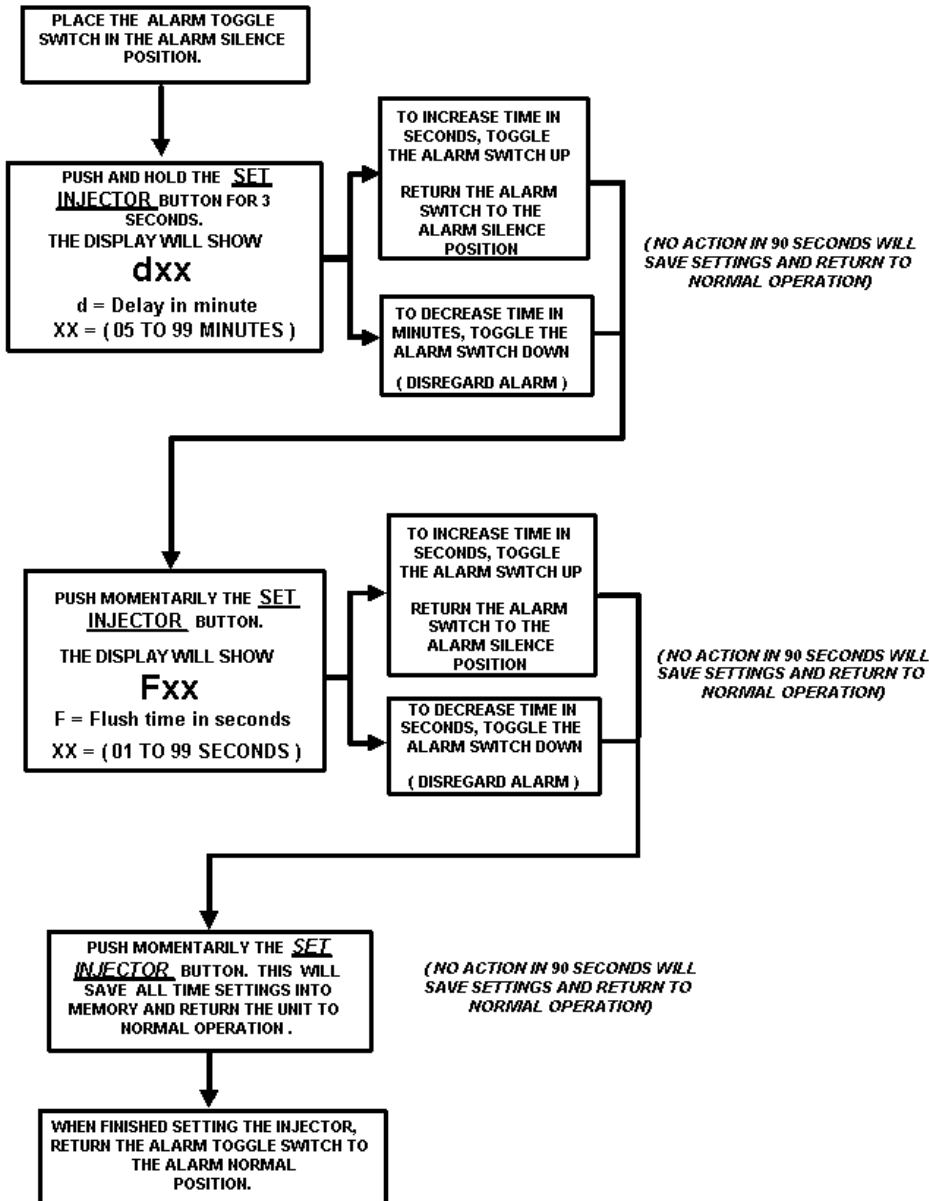 PLACE THE ALARM TOGGLE
SWITCH IN THE ALARM SILENCE
POSITION.
PUSH AND HOLD THE SET
INJECTOR BUTTON FOR 3
SECONDS.
THE DISPLAY WILL SHOW
dxx
d = Delay in minute
XX = ( 05 TO 99 MINUTES )
TO INCREASE TIME IN
SECONDS, TOGGLE
THE ALARM SWITCH UP
RETURN THE ALARM
SWITCH TO THE
ALARM SILENCE
POSITION
TO DECREASE TIME IN
MINUTES, TOGGLE THE
ALARM SWITCH DOWN
( DISREGARD ALARM )
( NO ACTION IN 90 SECONDS WILL
SAVE SETTINGS AND RETURN TO
NORMAL OPERATION)
PUSH MOMENTARILY THE SET
INJECTOR BUTTON.
THE DISPLAY WILL SHOW
Fxx
F = Flush time in seconds
XX = ( 01 TO 99 SECONDS )
TO INCREASE TIME IN
SECONDS, TOGGLE
THE ALARM SWITCH UP
RETURN THE ALARM
SWITCH TO THE
ALARM SILENCE
POSITION
TO DECREASE TIME IN
SECONDS, TOGGLE THE
ALARM SWITCH DOWN
( DISREGARD ALARM )
( NO ACTION IN 90 SECONDS WILL
SAVE SETTINGS AND RETURN TO
NORMAL OPERATION)
PUSH MOMENTARILY THE SET
INJECTOR BUTTON. THIS WILL
SAVE ALL TIME SETTINGS INTO
MEMORY AND RETURN THE UNIT TO
NORMAL OPERATION .
( NO ACTION IN 90 SECONDS WILL
SAVE SETTINGS AND RETURN TO
NORMAL OPERATION)
WHEN FINISHED SETTING THE INJECTOR,
RETURN THE ALARM TOGGLE SWITCH TO
THE ALARM NORMAL
POSITION.